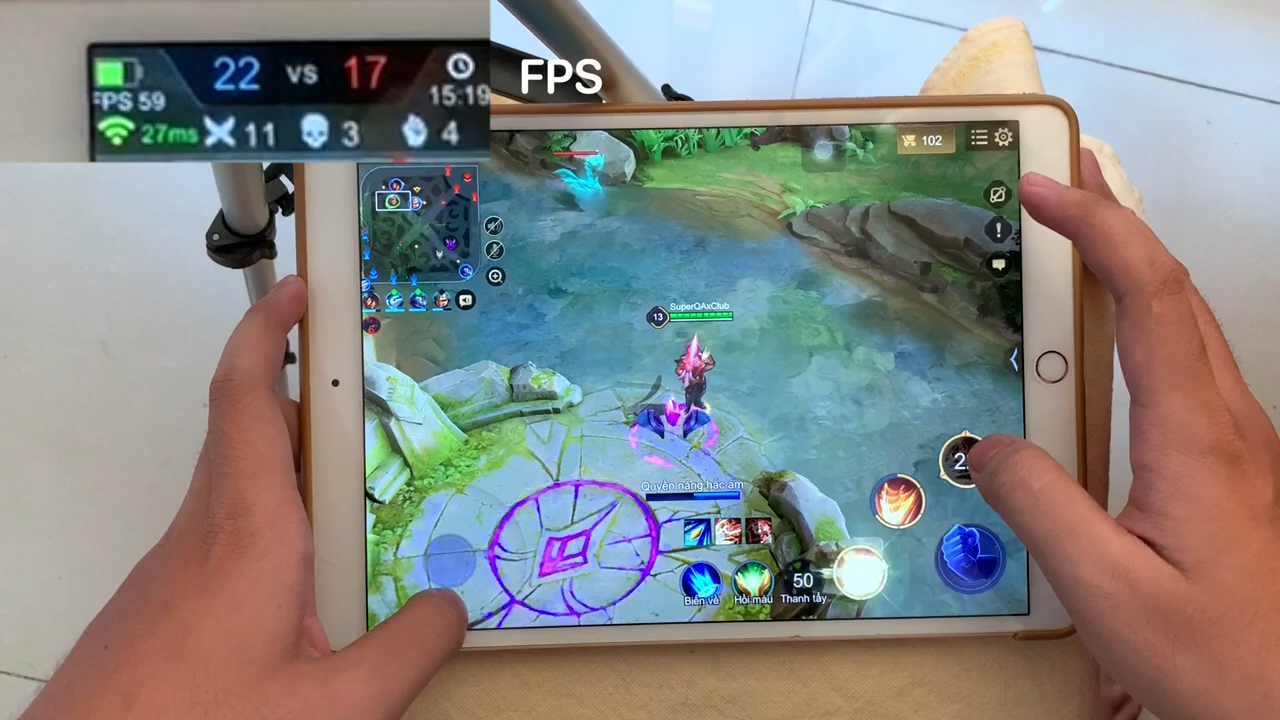 22 vs 17
FPS 59
15:19
27ms 11 3 4
FPS
102
13
SuperQAxClub
Quyền năng hắc ám
Biến về
Hồi máu
50
Thanh tẩy